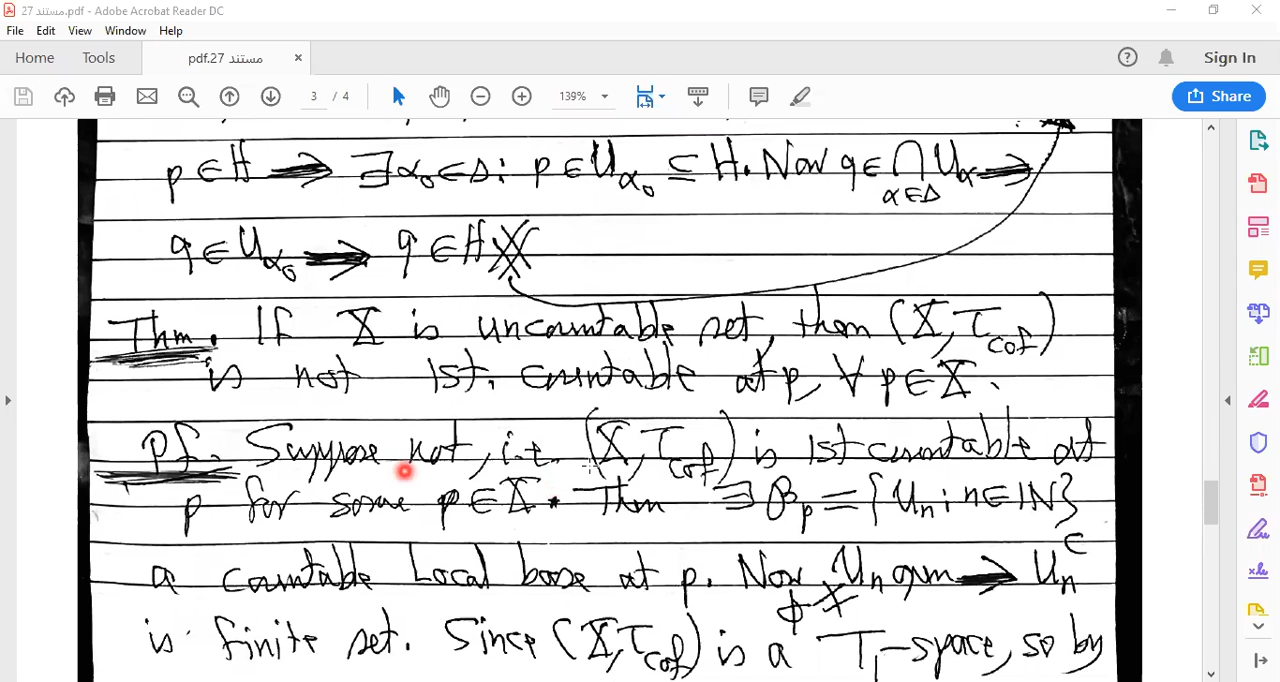 مستند 27.pdf - Adobe Acrobat Reader DC
File Edit View Window Help
Home Tools مستند 27.pdf × Sign In
3 / 4 139% Share
p ∈ H ⟹ ∃ α₀ ∈ Δ : p ∈ U_α₀ ⊆ H. Now q ∈ ⋂_{α∈Δ} U_α ⟹
q ∈ U_α₀ ⟹ q ∈ H
Thm. If X is uncountable set, then (X, τ_cof)
is not 1st. countable at p, ∀ p ∈ X.
pf. Suppose not, i.e. (X, τ_cof) is 1st countable at
p for some p ∈ X. Then ∃ β_p = {U_n : n ∈ ℕ}
a countable Local base at p. Now ϕ ≠ U_n open ⟹ U_n^c
is finite set. Since (X, τ_cof) is a T₁-space, so by